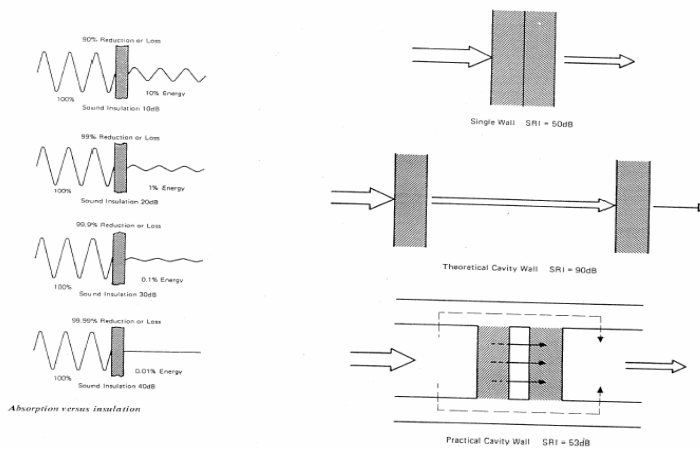 90% Reduction or Loss
100%
10% Energy
Sound Insulation 10dB
99% Reduction or Loss
100%
1% Energy
Sound Insulation 20dB
99.9% Reduction or Loss
100%
0.1% Energy
Sound Insulation 30dB
99.99% Reduction or Loss
100%
0.01% Energy
Sound Insulation 40dB
Absorption versus insulation
Single Wall SRI = 50dB
Theoretical Cavity Wall SRI = 90dB
Practical Cavity Wall SRI = 53dB